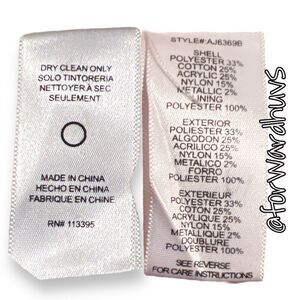 DRY CLEAN ONLY
SOLO TINTORERIA
NETTOYER À SEC
SEULEMENT
MADE IN CHINA
HECHO EN CHINA
FABRIQUE EN CHINE
RN# 113395
STYLE#:AJ6369B
SHELL
POLYESTER 33%
COTTON 25%
ACRYLIC 25%
NYLON 15%
METALLIC 2%
LINING
POLYESTER 100%
EXTERIOR
POLIESTER 33%
ALGODON 25%
ACRILICO 25%
NYLON 15%
METALICO 2%
FORRO
POLIESTER 100%
EXTERIEUR
POLYESTER 33%
COTON 25%
ACRYLIQUE 25%
NYLON 15%
METALLIQUE 2%
DOUBLURE
POLYESTER 100%
SEE REVERSE
FOR CARE INSTRUCTIONS
@forwardhuvs